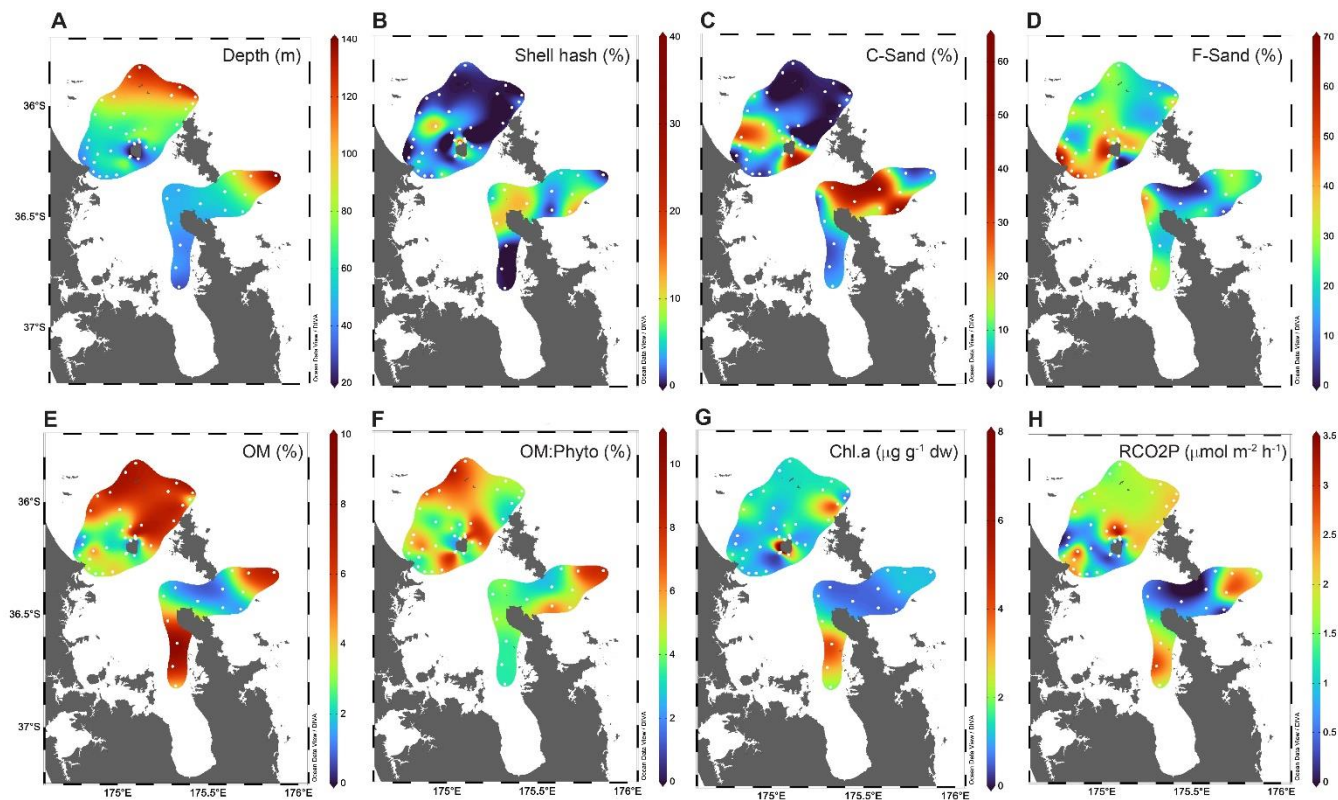 A
B
C
D
Depth (m)
Shell hash (%)
C-Sand (%)
F-Sand (%)
140
120
100
80
60
40
20
40
30
20
10
0
60
50
40
30
20
10
0
70
60
50
40
30
20
10
0
36°S
36.5°S
37°S
Ocean Data View / DIVA
Ocean Data View / DIVA
Ocean Data View / DIVA
Ocean Data View / DIVA
E
F
G
H
OM (%)
OM:Phyto (%)
Chl.a (μg g⁻¹ dw)
RCO2P (μmol m⁻² h⁻¹)
10
8
6
4
2
0
10
8
6
4
2
0
8
6
4
2
0
3.5
3
2.5
2
1.5
1
0.5
0
36°S
36.5°S
37°S
Ocean Data View / DIVA
Ocean Data View / DIVA
Ocean Data View / DIVA
Ocean Data View / DIVA
175°E 175.5°E 176°E
175°E 175.5°E 176°E
175°E 175.5°E 176°E
175°E 175.5°E 176°E